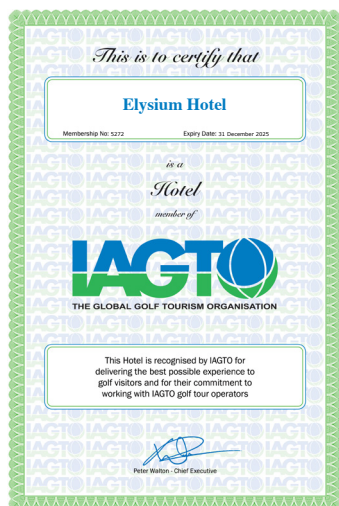 This is to certify that
Elysium Hotel
Membership No: 5272 Expiry Date: 31 December 2025
is a
Hotel
member of
IAGTO
THE GLOBAL GOLF TOURISM ORGANISATION
This Hotel is recognised by IAGTO for
delivering the best possible experience to
golf visitors and for their commitment to
working with IAGTO golf tour operators
Peter Walton - Chief Executive